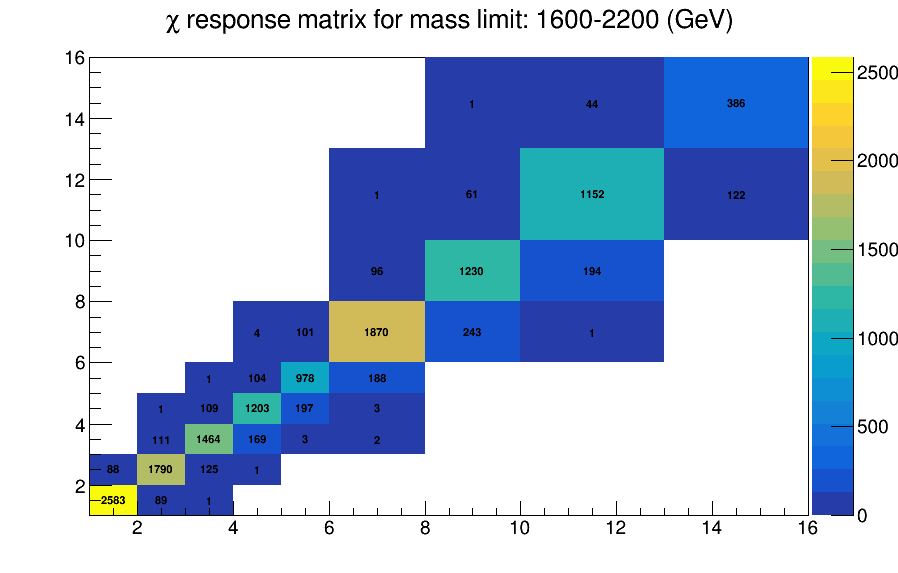 χ response matrix for mass limit: 1600-2200 (GeV)
16
14
12
10
8
6
4
2
1 44 386
1 61 1152 122
96 1230 194
4 101 1870 243 1
1 104 978 188
1 109 1203 197 3
111 1464 169 3 2
88 1790 125 1
2583 89 1
2 4 6 8 10 12 14 16
2500
2000
1500
1000
500
0